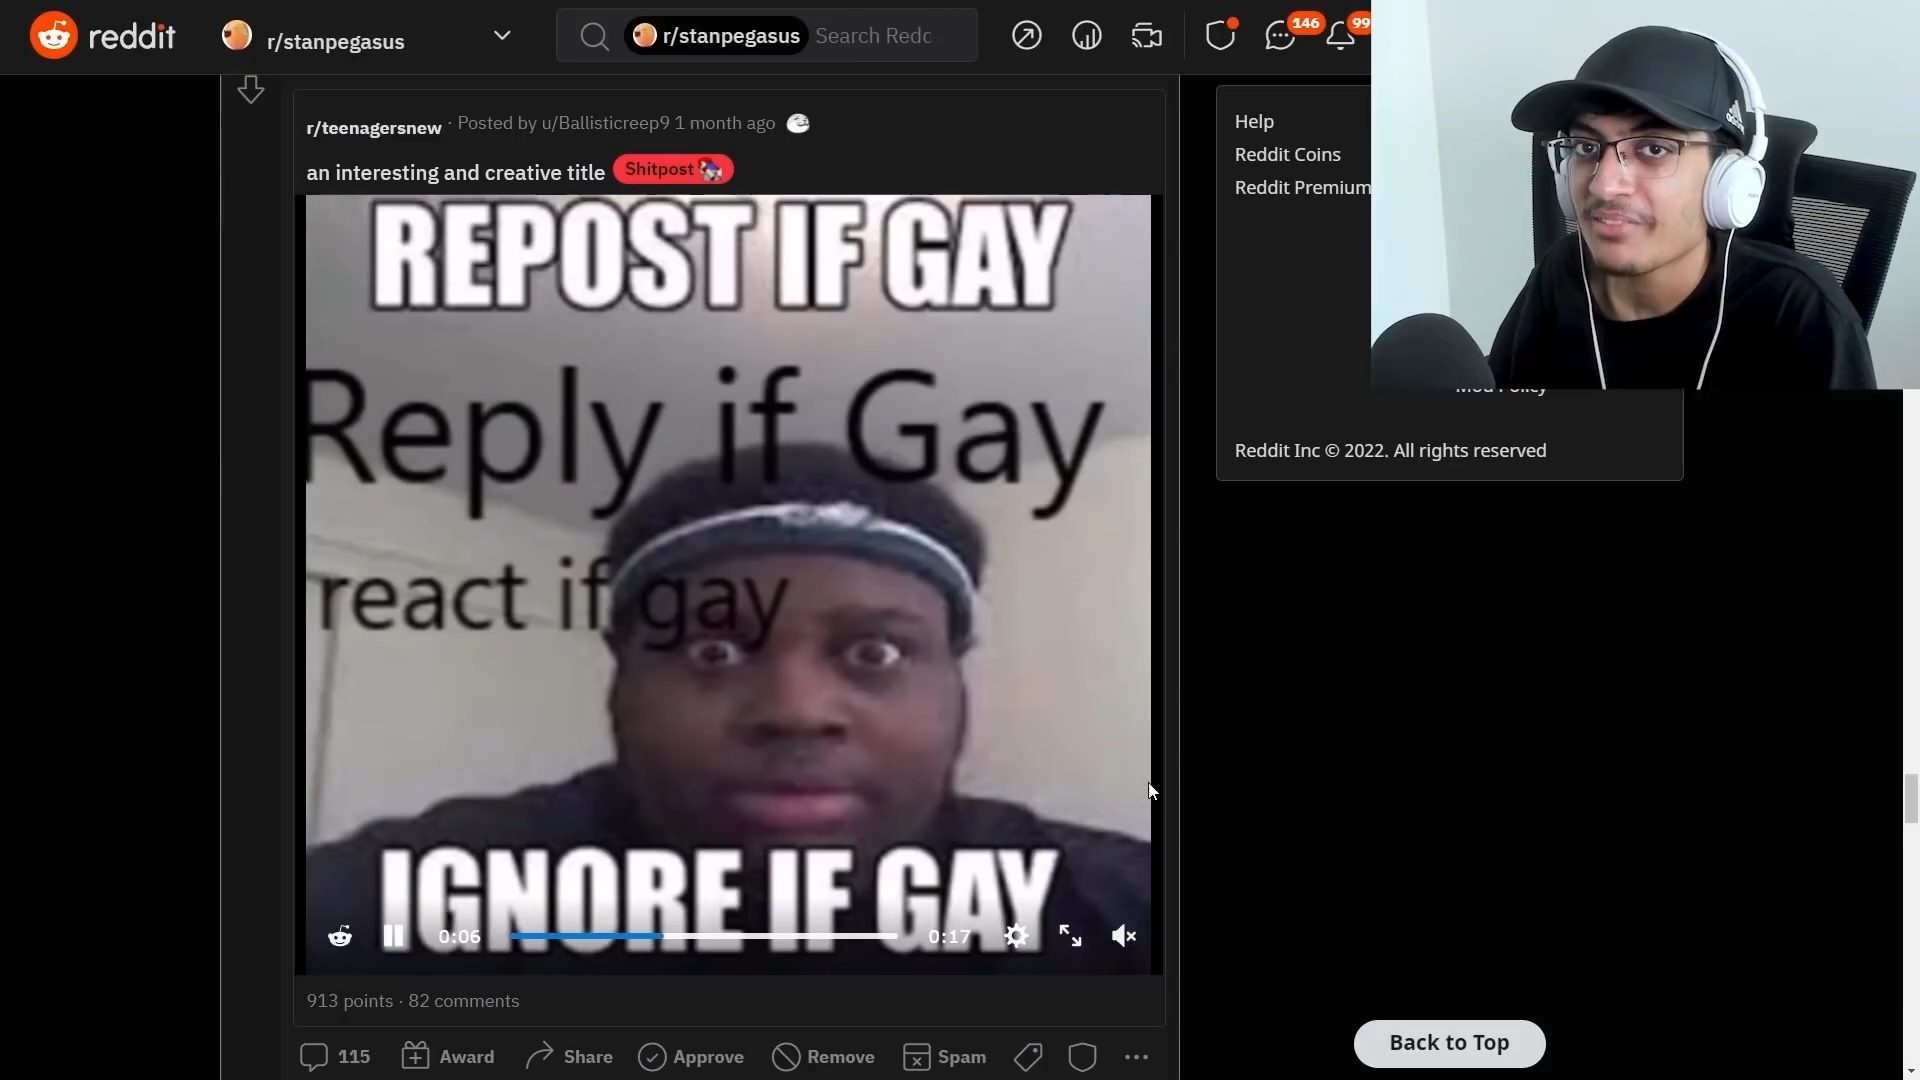 reddit
r/stanpegasus
r/stanpegasus
Search Redc
146
99
r/teenagersnew · Posted by u/Ballisticreep9 1 month ago
an interesting and creative title
Shitpost
REPOST IF GAY
Reply if Gay
react if gay
IGNORE IF GAY
0:06
0:17
913 points · 82 comments
115
Award
Share
Approve
Remove
Spam
Help
Reddit Coins
Reddit Premium
Mod Policy
Reddit Inc © 2022. All rights reserved
adidas
Back to Top